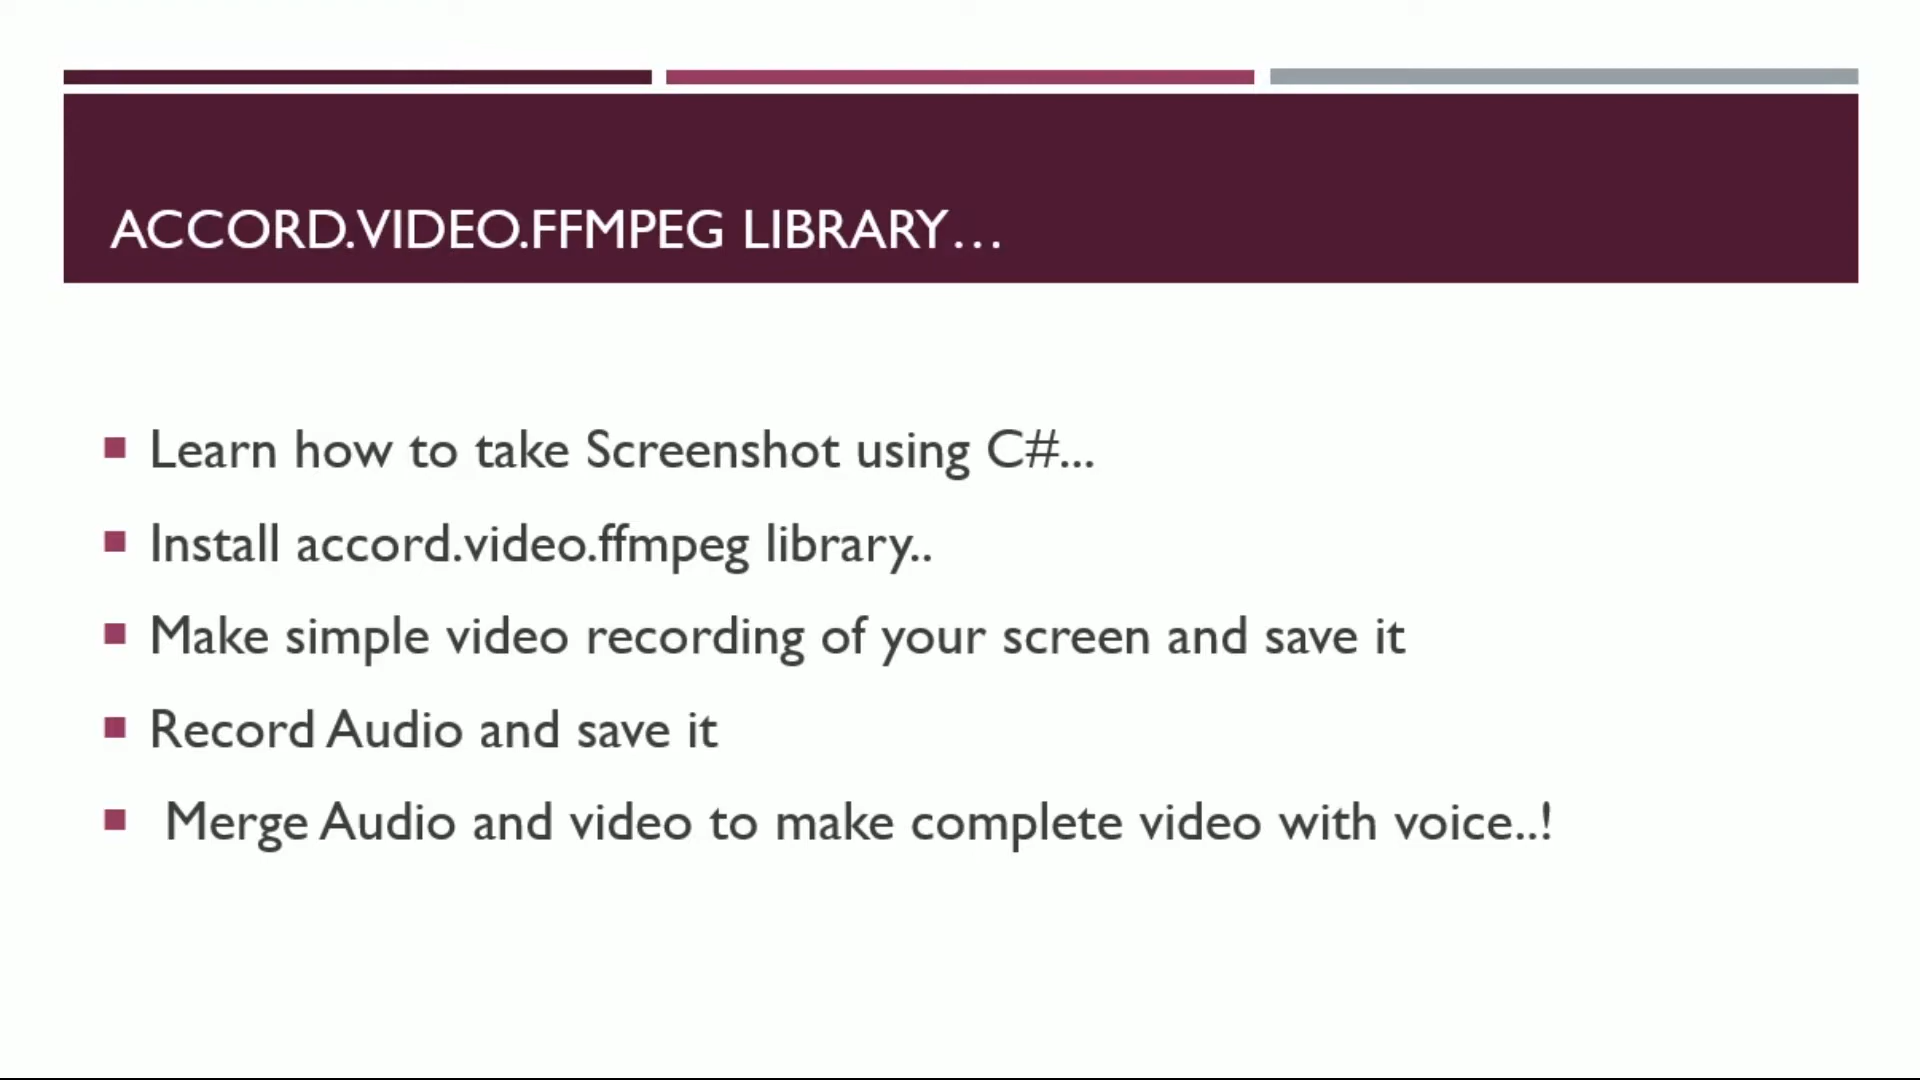 ACCORD.VIDEO.FFMPEG LIBRARY…
Learn how to take Screenshot using C#...
Install accord.video.ffmpeg library..
Make simple video recording of your screen and save it
Record Audio and save it
Merge Audio and video to make complete video with voice..!